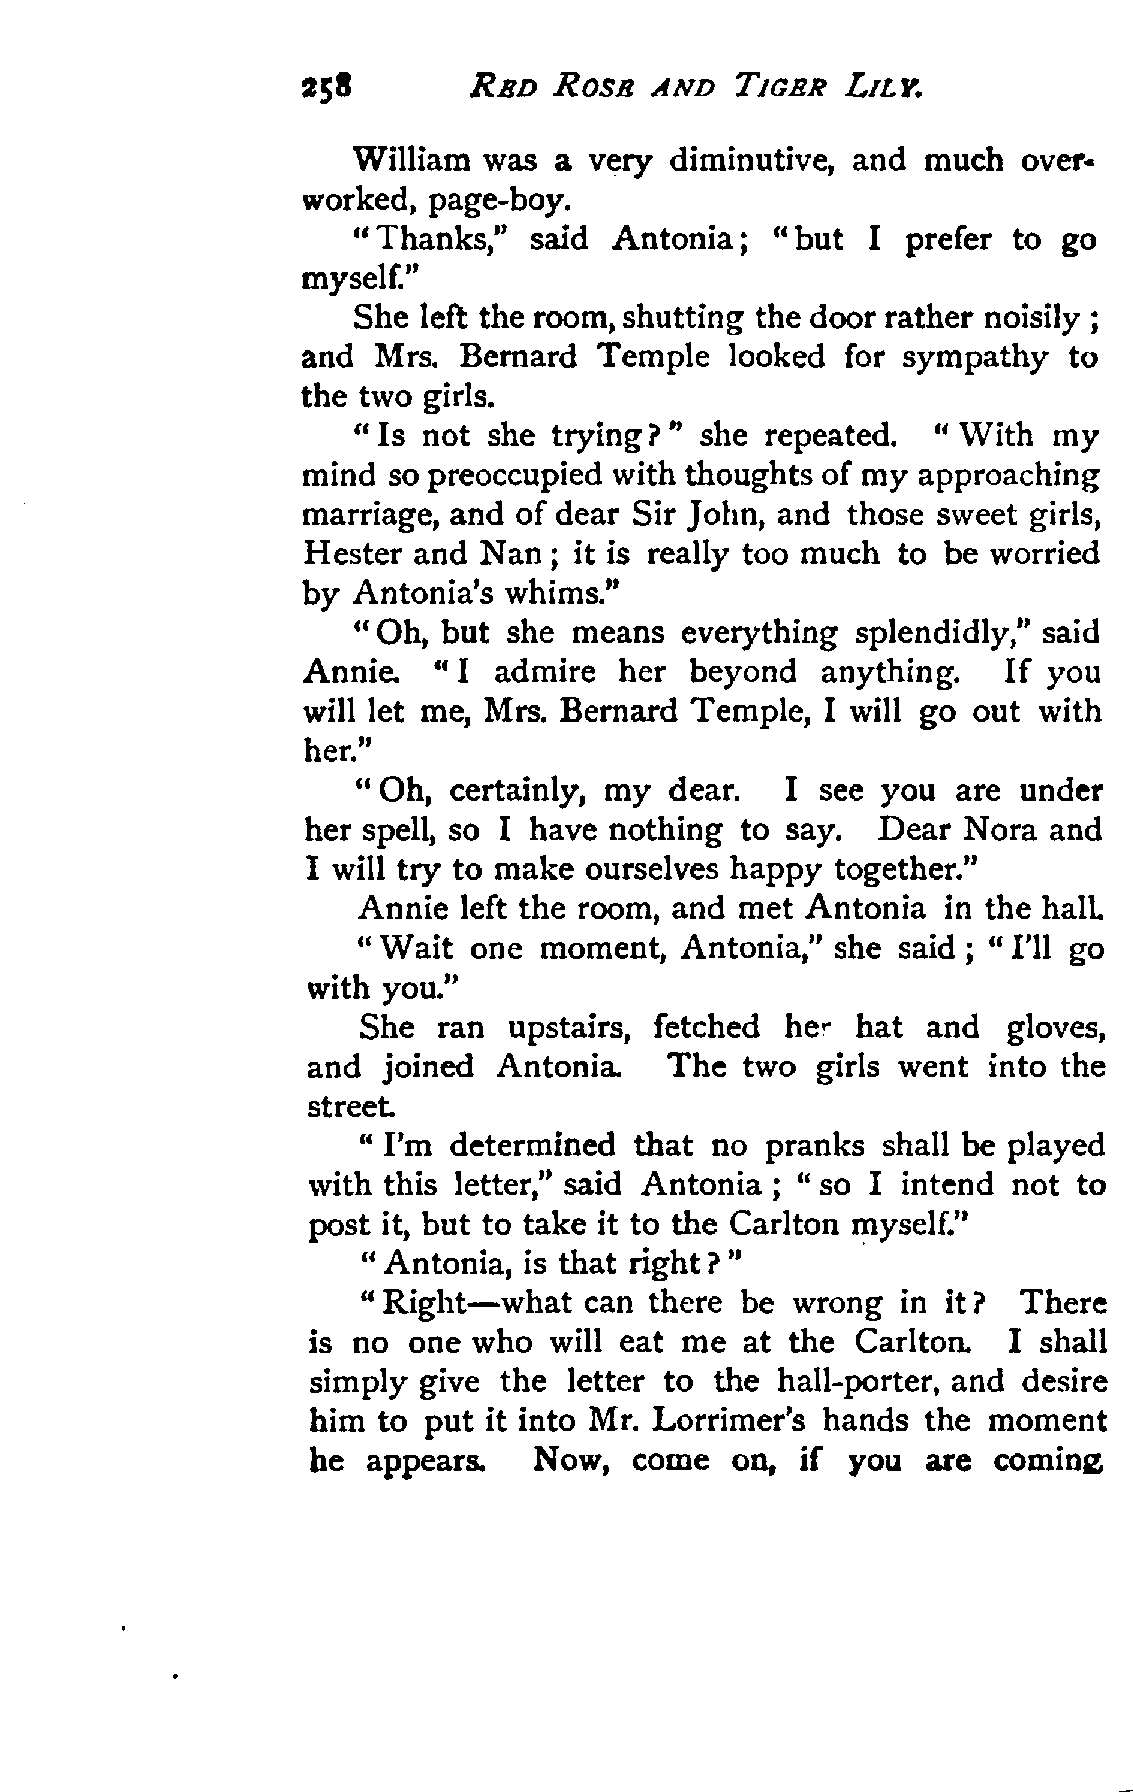 258 RED ROSE AND TIGER LILY.
William was a very diminutive, and much over-
worked, page-boy.
"Thanks," said Antonia; "but I prefer to go
myself."
She left the room, shutting the door rather noisily;
and Mrs. Bernard Temple looked for sympathy to
the two girls.
"Is not she trying?" she repeated. "With my
mind so preoccupied with thoughts of my approaching
marriage, and of dear Sir John, and those sweet girls,
Hester and Nan; it is really too much to be worried
by Antonia's whims."
"Oh, but she means everything splendidly," said
Annie. "I admire her beyond anything. If you
will let me, Mrs. Bernard Temple, I will go out with
her."
"Oh, certainly, my dear. I see you are under
her spell, so I have nothing to say. Dear Nora and
I will try to make ourselves happy together."
Annie left the room, and met Antonia in the hall.
"Wait one moment, Antonia," she said; "I'll go
with you."
She ran upstairs, fetched her hat and gloves,
and joined Antonia. The two girls went into the
street.
"I'm determined that no pranks shall be played
with this letter," said Antonia; "so I intend not to
post it, but to take it to the Carlton myself."
"Antonia, is that right?"
"Right—what can there be wrong in it? There
is no one who will eat me at the Carlton. I shall
simply give the letter to the hall-porter, and desire
him to put it into Mr. Lorrimer's hands the moment
he appears. Now, come on, if you are coming.